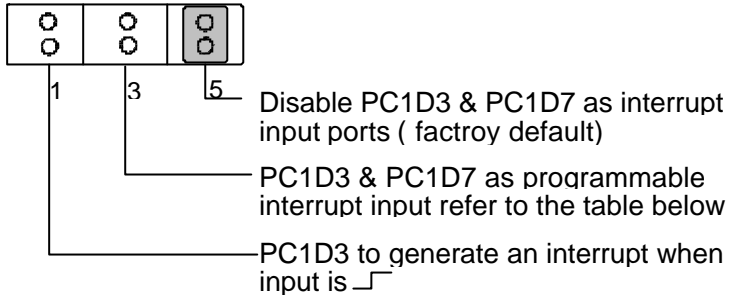 1 3 5
Disable PC1D3 & PC1D7 as interrupt
input ports ( factroy default)
PC1D3 & PC1D7 as programmable
interrupt input refer to the table below
PC1D3 to generate an interrupt when
input is